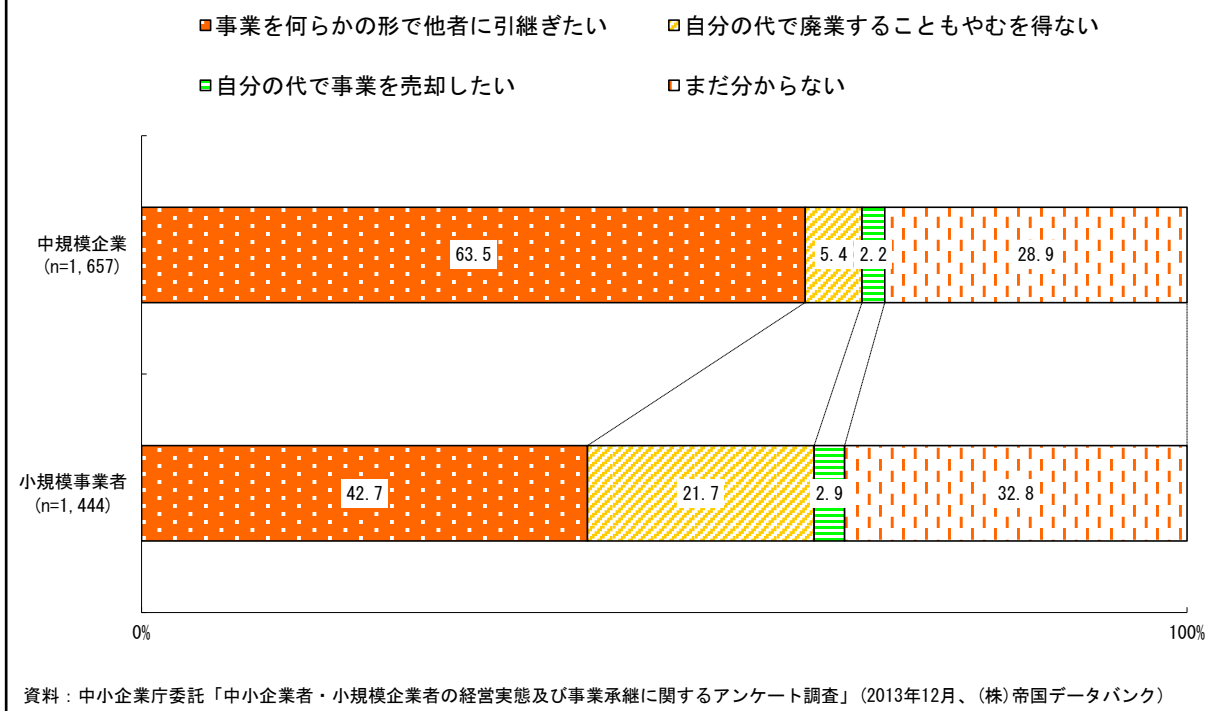 事業を何らかの形で他者に引継ぎたい
自分の代で廃業することもやむを得ない
自分の代で事業を売却したい
まだ分からない
中規模企業
(n=1,657)
63.5
5.4
2.2
28.9
小規模事業者
(n=1,444)
42.7
21.7
2.9
32.8
0%
100%
資料：中小企業庁委託「中小企業者・小規模企業者の経営実態及び事業承継に関するアンケート調査」(2013年12月、(株)帝国データバンク)